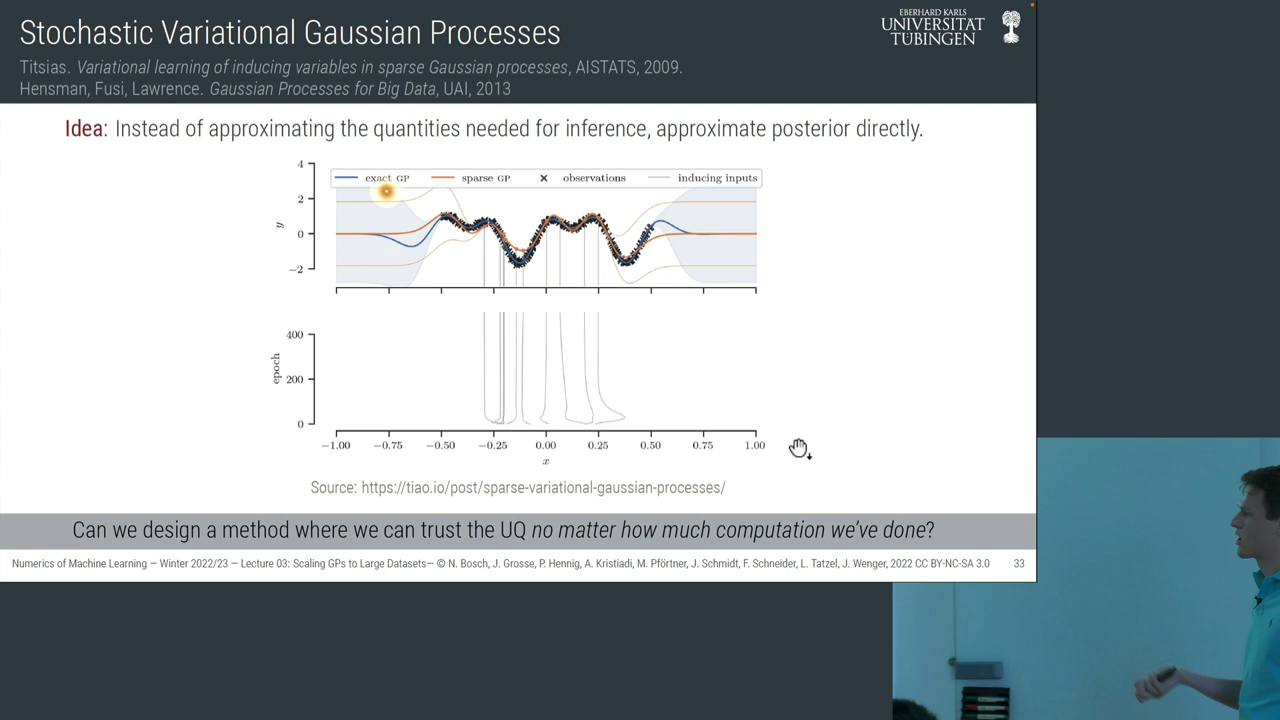 Stochastic Variational Gaussian Processes
EBERHARD KARLS
UNIVERSITÄT
TÜBINGEN
Titsias. Variational learning of inducing variables in sparse Gaussian processes, AISTATS, 2009.
Hensman, Fusi, Lawrence. Gaussian Processes for Big Data, UAI, 2013
Idea: Instead of approximating the quantities needed for inference, approximate posterior directly.
exact GP sparse GP observations inducing inputs
4
2
0
−2
y
400
200
0
epoch
−1.00 −0.75 −0.50 −0.25 0.00 0.25 0.50 0.75 1.00
x
Source: https://tiao.io/post/sparse-variational-gaussian-processes/
Can we design a method where we can trust the UQ no matter how much computation we've done?
Numerics of Machine Learning — Winter 2022/23 — Lecture 03: Scaling GPs to Large Datasets— © N. Bosch, J. Grosse, P. Hennig, A. Kristiadi, M. Pförtner, J. Schmidt, F. Schneider, L. Tatzel, J. Wenger, 2022 CC BY-NC-SA 3.0 33